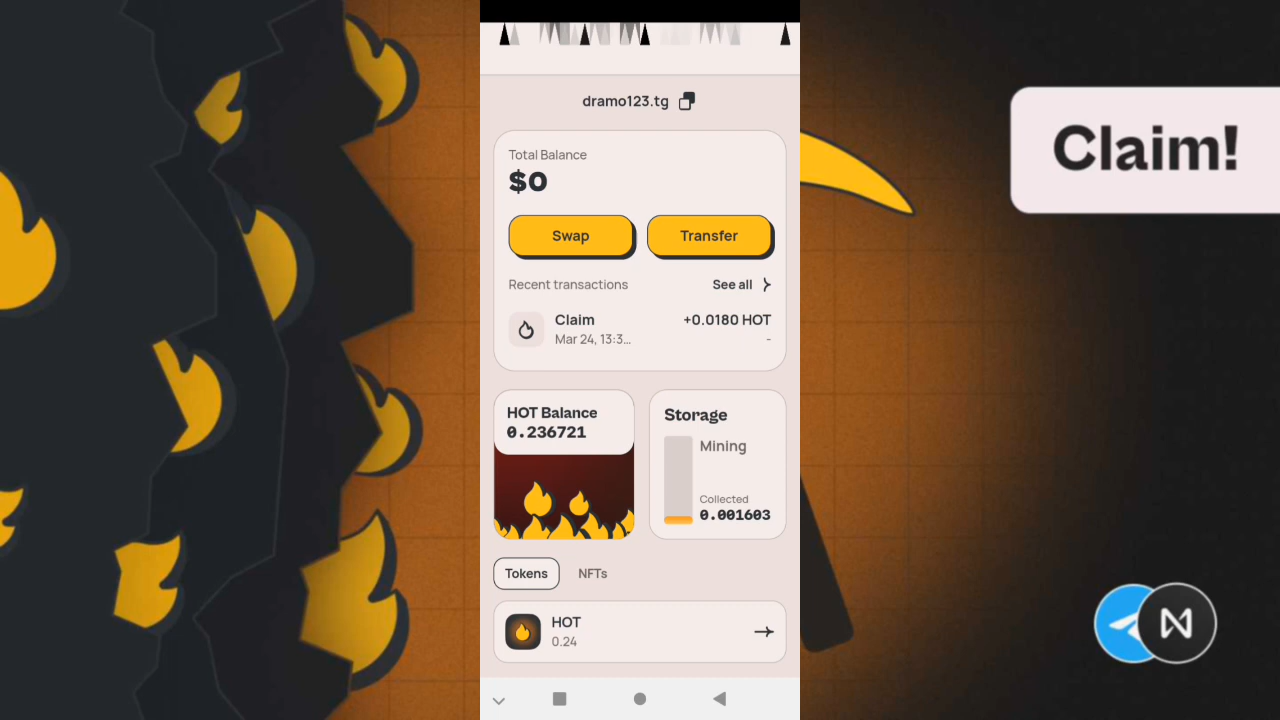 dramo123.tg
Total Balance
$0
Swap
Transfer
Recent transactions
See all
Claim
+0.0180 HOT
Mar 24, 13:3...
-
HOT Balance
0.236721
Storage
Mining
Collected
0.001603
Tokens
NFTs
HOT
0.24
Claim!